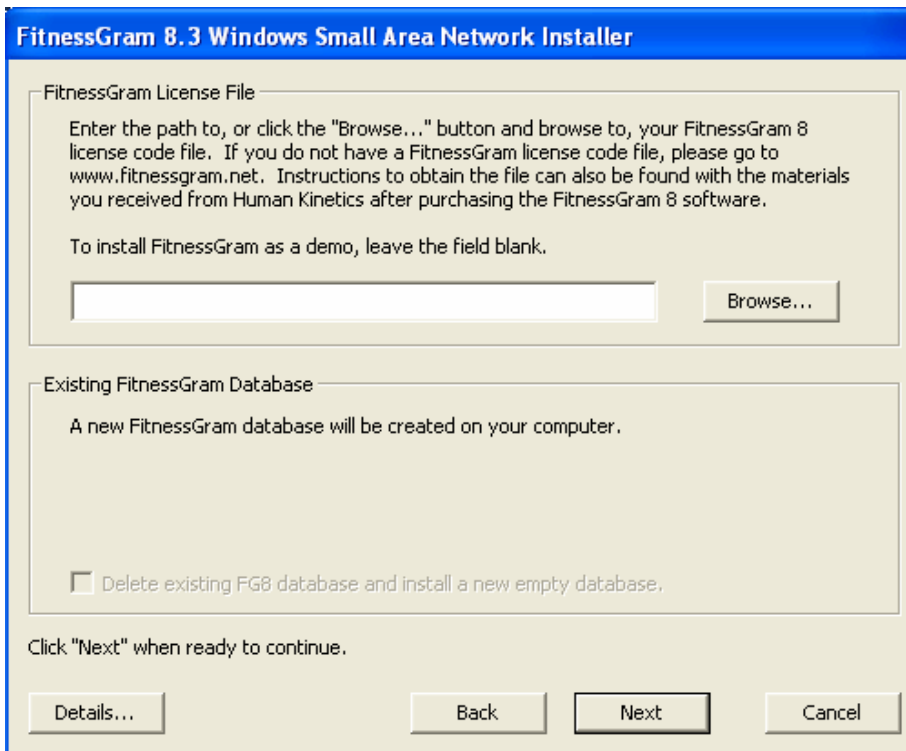 FitnessGram 8.3 Windows Small Area Network Installer
FitnessGram License File
Enter the path to, or click the "Browse..." button and browse to, your FitnessGram 8
license code file.  If you do not have a FitnessGram license code file, please go to
www.fitnessgram.net.  Instructions to obtain the file can also be found with the materials
you received from Human Kinetics after purchasing the FitnessGram 8 software.
To install FitnessGram as a demo, leave the field blank.
Browse...
Existing FitnessGram Database
A new FitnessGram database will be created on your computer.
Delete existing FG8 database and install a new empty database.
Click "Next" when ready to continue.
Details...
Back
Next
Cancel